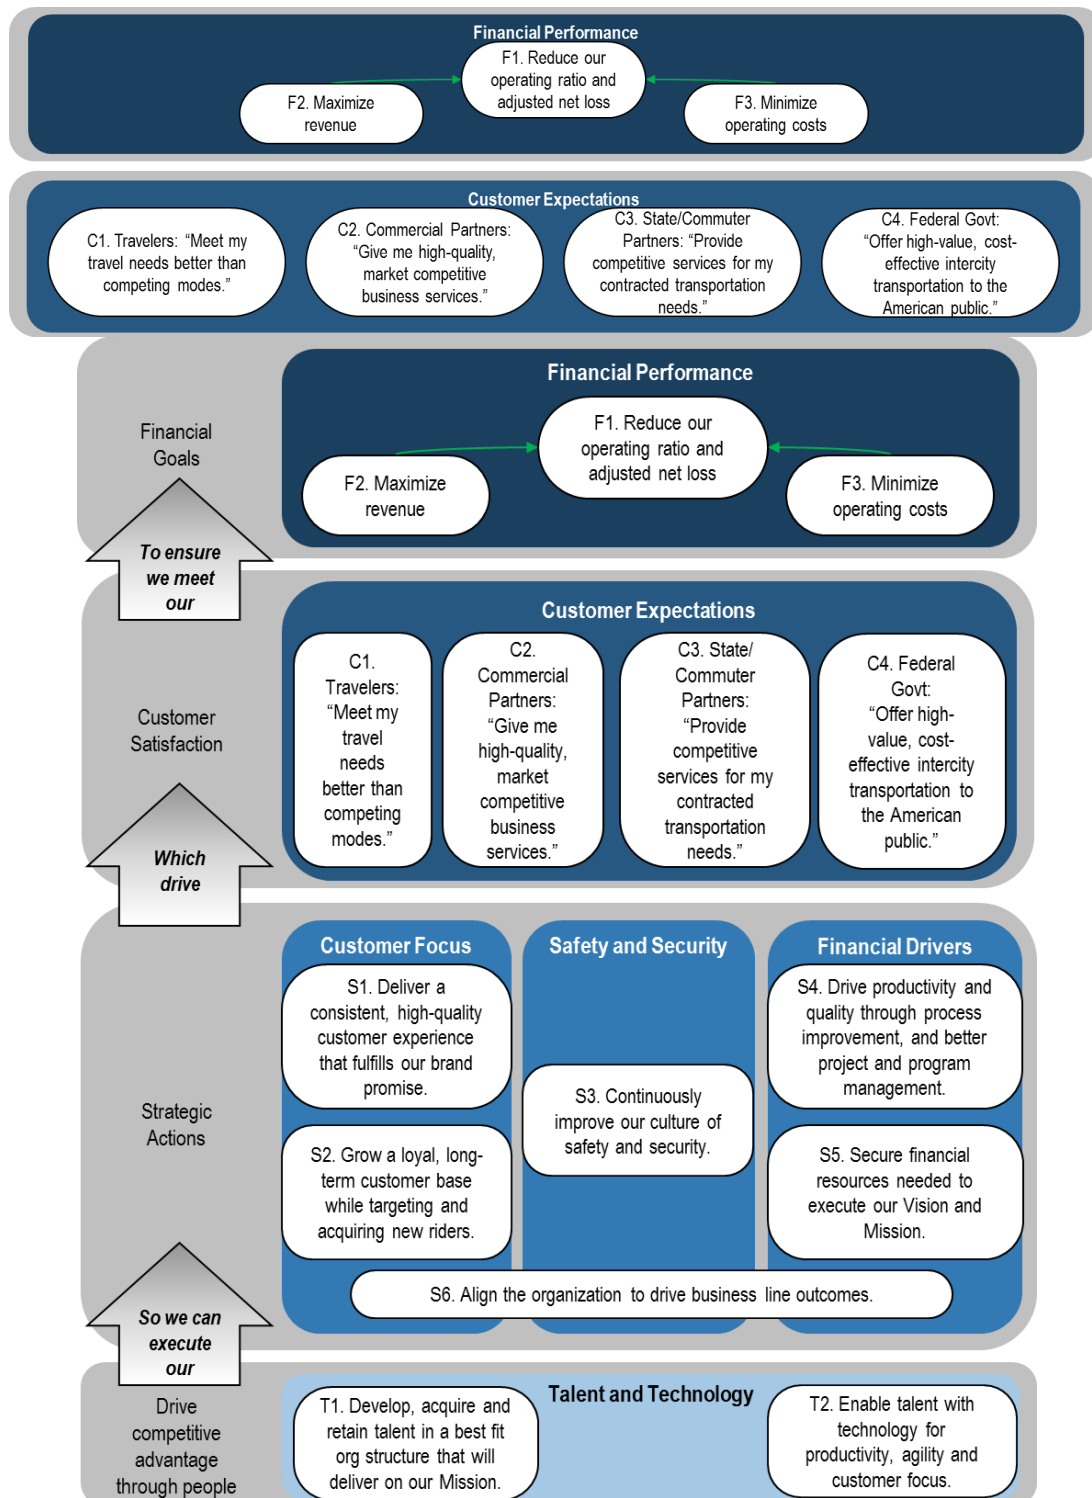 Financial Performance
F1. Reduce our
operating ratio and
adjusted net loss
F2. Maximize
revenue
F3. Minimize
operating costs
Customer Expectations
C1. Travelers: “Meet my
travel needs better than
competing modes.”
C2. Commercial Partners:
“Give me high-quality,
market competitive
business services.”
C3. State/Commuter
Partners: “Provide
competitive services for my
contracted transportation
needs.”
C4. Federal Govt:
“Offer high-value, cost-
effective intercity
transportation to the
American public.”
Financial
Goals
Financial Performance
F1. Reduce our
operating ratio and
adjusted net loss
F2. Maximize
revenue
F3. Minimize
operating costs
To ensure
we meet
our
Customer
Satisfaction
Customer Expectations
C1.
Travelers:
“Meet my
travel
needs
better than
competing
modes.”
C2.
Commercial
Partners:
“Give me
high-quality,
market
competitive
business
services.”
C3. State/
Commuter
Partners:
“Provide
competitive
services for my
contracted
transportation
needs.”
C4. Federal
Govt:
“Offer high-
value, cost-
effective intercity
transportation to
the American
public.”
Which
drive
Strategic
Actions
Customer Focus
S1. Deliver a
consistent, high-quality
customer experience
that fulfills our brand
promise.
S2. Grow a loyal, long-
term customer base
while targeting and
acquiring new riders.
Safety and Security
S3. Continuously
improve our culture of
safety and security.
Financial Drivers
S4. Drive productivity and
quality through process
improvement, and better
project and program
management.
S5. Secure financial
resources needed to
execute our Vision and
Mission.
S6. Align the organization to drive business line outcomes.
So we can
execute
our
Drive
competitive
advantage
through people
Talent and Technology
T1. Develop, acquire and
retain talent in a best fit
org structure that will
deliver on our Mission.
T2. Enable talent with
technology for
productivity, agility and
customer focus.